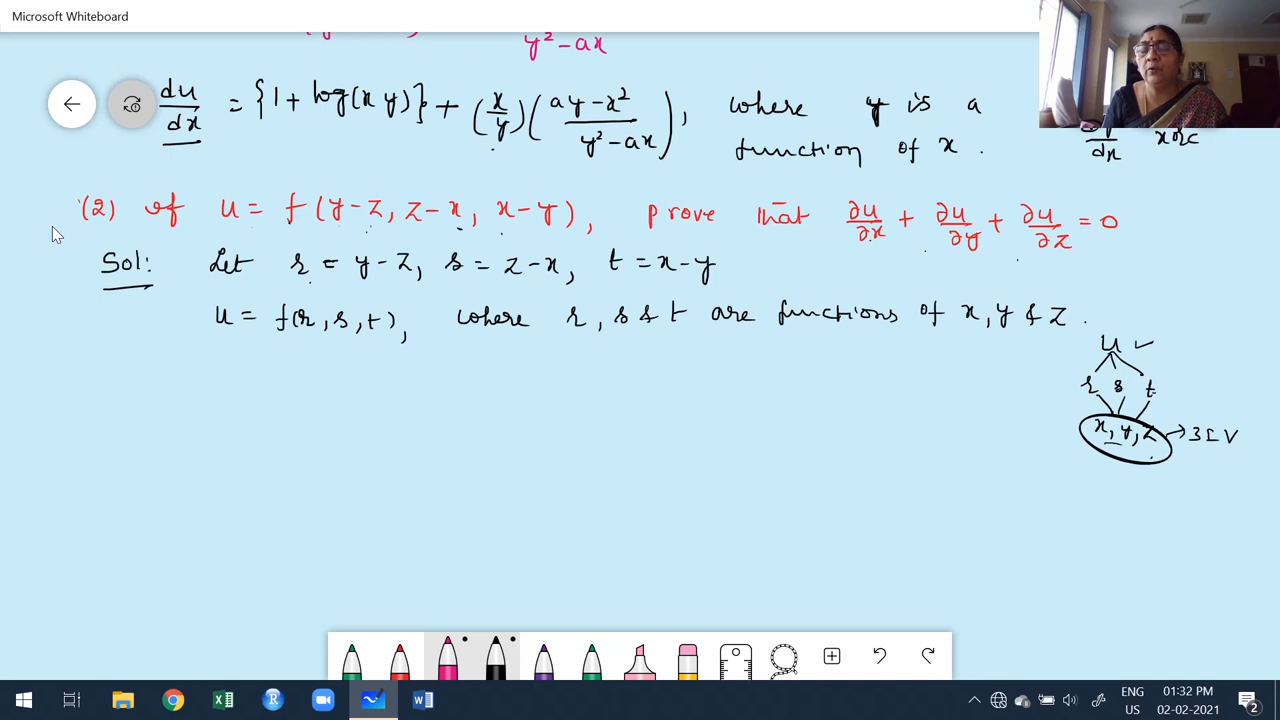 Microsoft Whiteboard
y²-ax
du/dx = {1 + log(x y)} + (x/y)((ay-x²)/(y²-ax)), where y is a
function of x.
dx
(2) If u = f(y-z, z-x, x-y), prove that ∂u/∂x + ∂u/∂y + ∂u/∂z = 0
Sol: Let r = y-z, s = z-x, t = x-y
u = f(r, s, t), where r, s & t are functions of x, y & z.
u ✓
r s t
x, y, z → 3 I V
ENG
US
01:32 PM
02-02-2021
2